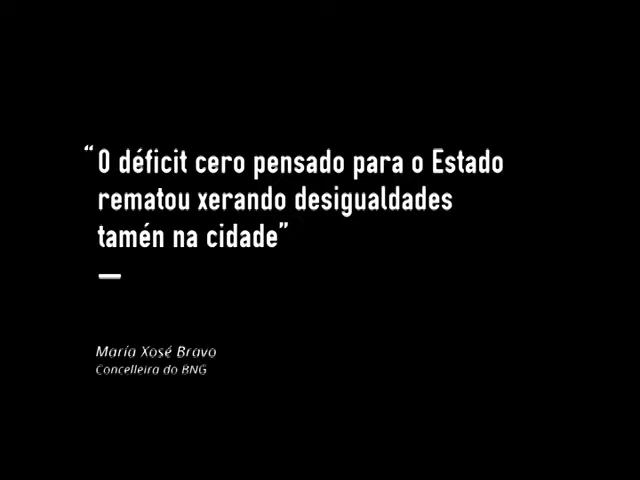 “O déficit cero pensado para o Estado
rematou xerando desigualdades
tamén na cidade”
María Xosé Bravo
Concelleira do BNG